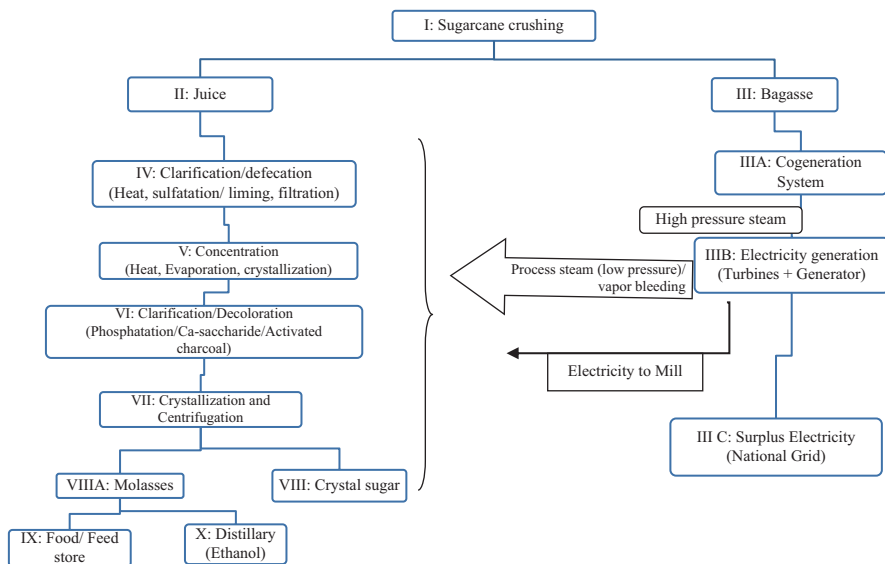 I: Sugarcane crushing
II: Juice
III: Bagasse
IV: Clarification/defecation
(Heat, sulfatation/ liming, filtration)
IIIA: Cogeneration
System
High pressure steam
V: Concentration
(Heat, Evaporation, crystallization)
Process steam (low pressure)/
vapor bleeding
IIIB: Electricity generation
(Turbines + Generator)
VI: Clarification/Decoloration
(Phosphatation/Ca-saccharide/Activated
charcoal)
Electricity to Mill
VII: Crystallization and
Centrifugation
III C: Surplus Electricity
(National Grid)
VIIIA: Molasses
VIII: Crystal sugar
IX: Food/ Feed
store
X: Distillary
(Ethanol)